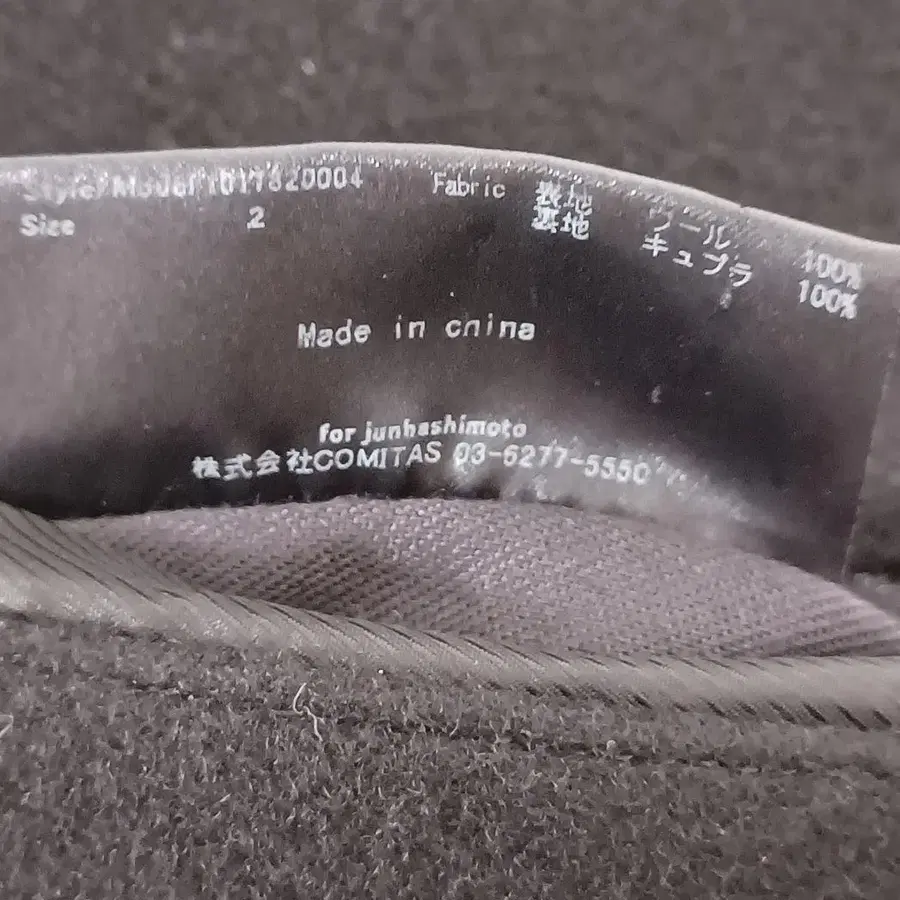 Style/Model 1017820004 Fabric 表地 ウール 100%
Size 2 裏地 キュプラ 100%
Made in china
for junhashimoto
株式会社COMITAS 03-6277-5550